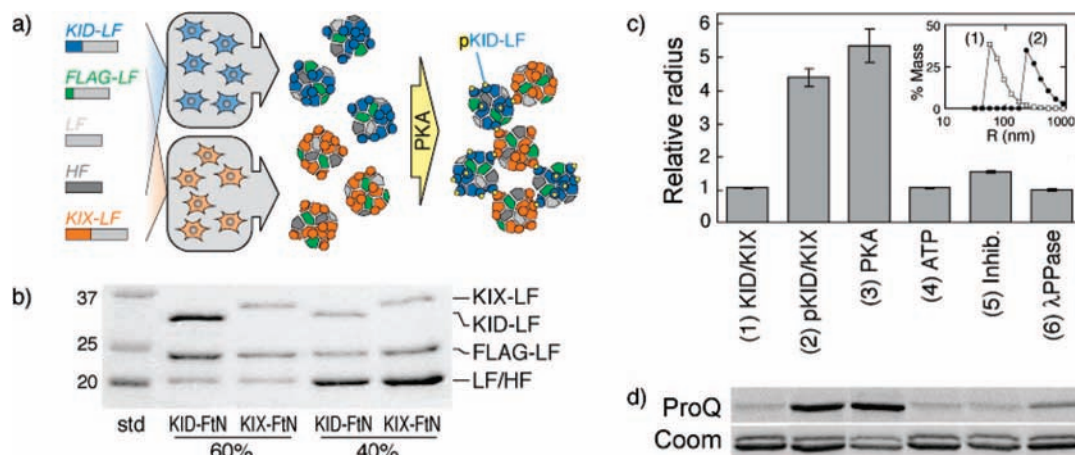 a)
KID-LF
FLAG-LF
LF
HF
KIX-LF
PKA
pKID-LF
b)
37
25
20
KIX-LF
KID-LF
FLAG-LF
LF/HF
std
KID-FtN KIX-FtN KID-FtN KIX-FtN
60% 40%
c)
Relative radius
6
5
4
3
2
1
0
% Mass
50
25
0
(1) (2)
100 1000
R (nm)
(1) KID/KIX
(2) pKID/KIX
(3) PKA
(4) ATP
(5) Inhib.
(6) λPPase
d)
ProQ
Coom